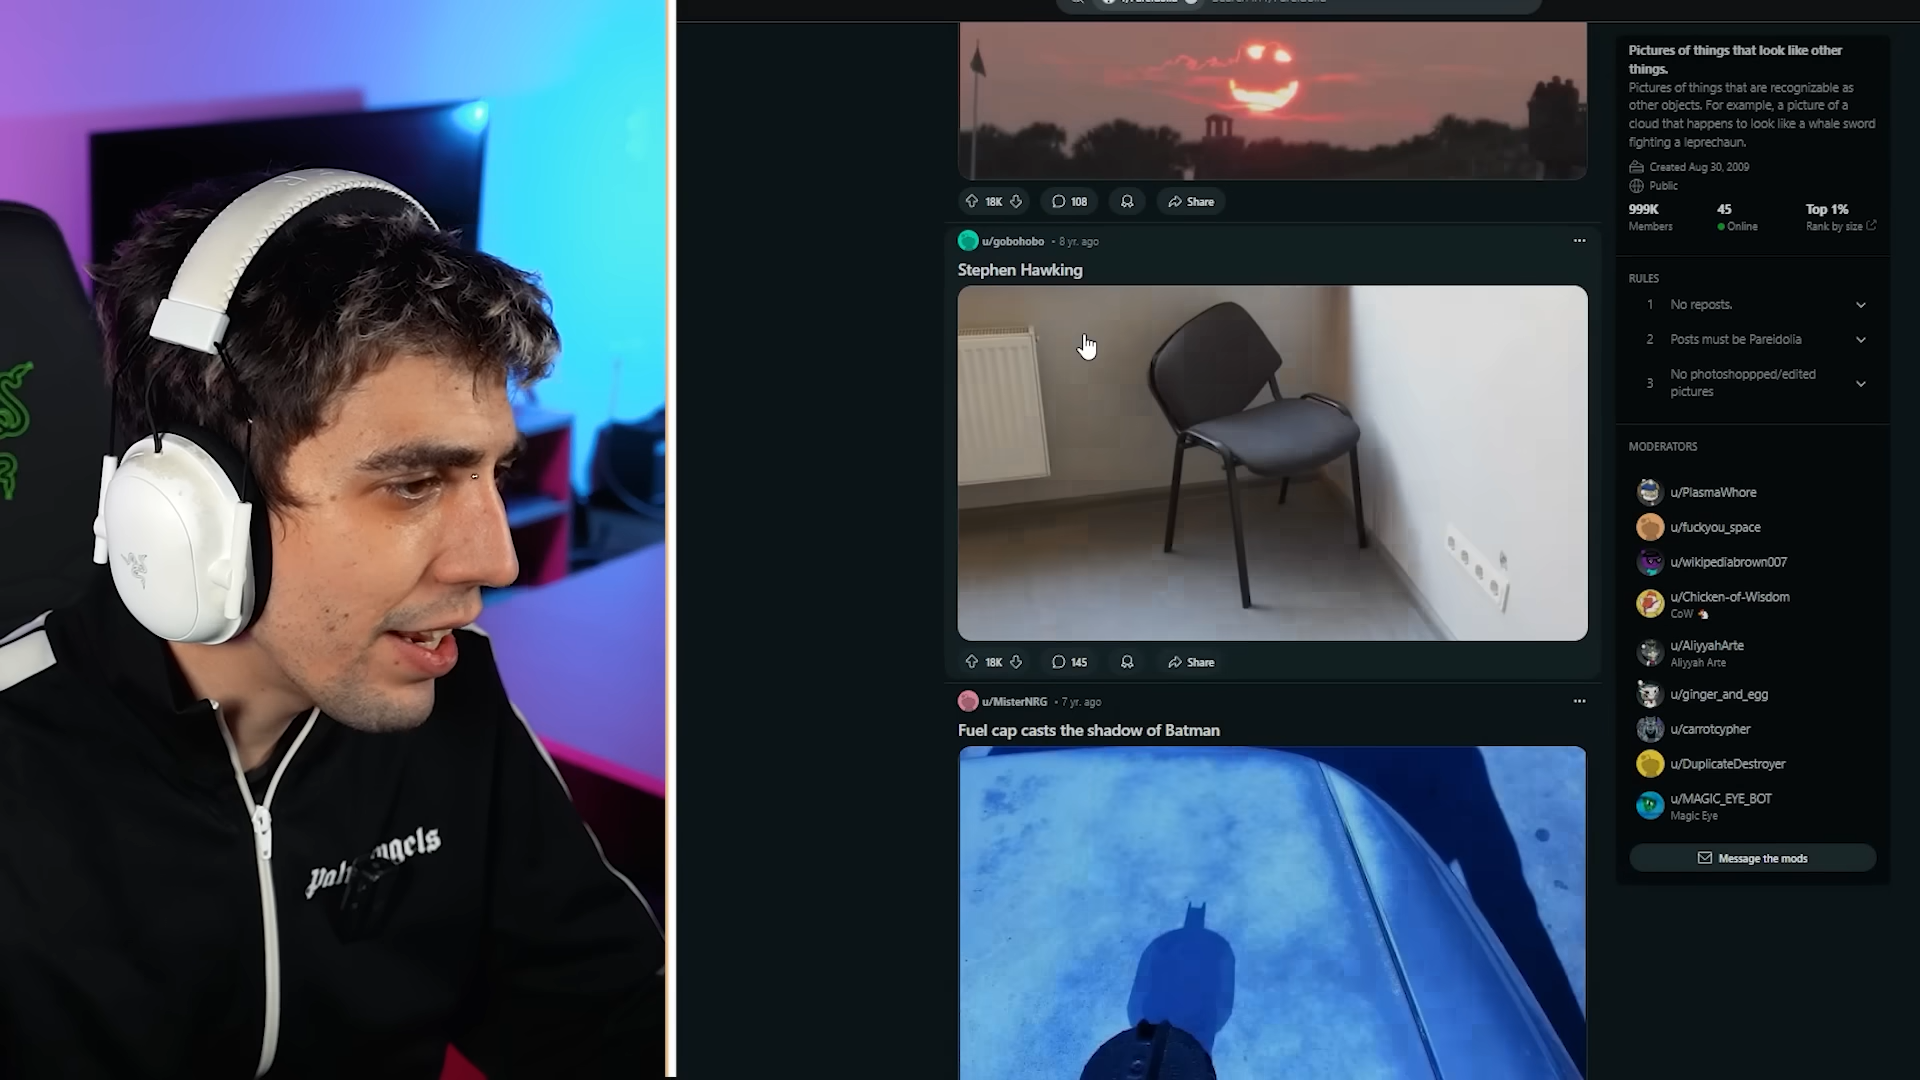 Palm Angels
18K
108
Share
u/gobohobo • 8 yr. ago
Stephen Hawking
18K
145
Share
u/MisterNRG • 7 yr. ago
Fuel cap casts the shadow of Batman
Pictures of things that look like other
things.
Pictures of things that are recognizable as
other objects. For example, a picture of a
cloud that happens to look like a whale sword
fighting a leprechaun.
Created Aug 30, 2009
Public
999K
45
Top 1%
Members
Online
Rank by size
RULES
1 No reposts.
2 Posts must be Pareidolia
3 No photoshoppped/edited
pictures
MODERATORS
u/PlasmaWhore
u/fuckyou_space
u/wikipediabrown007
u/Chicken-of-Wisdom
CoW
u/AliyyahArte
Aliyyah Arte
u/ginger_and_egg
u/carrotcypher
u/DuplicateDestroyer
u/MAGIC_EYE_BOT
Magic Eye
Message the mods